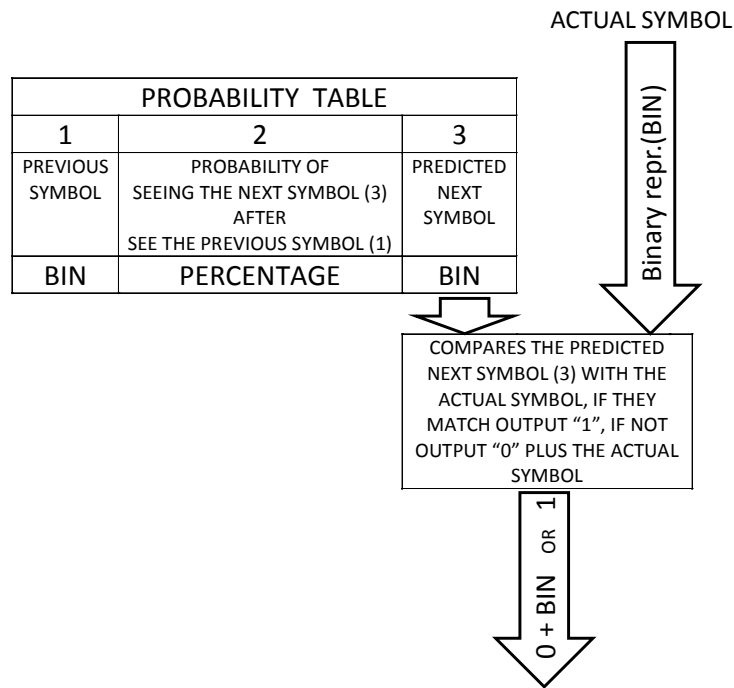 ACTUAL SYMBOL
PROBABILITY TABLE
1
2
3
PREVIOUS
SYMBOL
PROBABILITY OF
SEEING THE NEXT SYMBOL (3)
AFTER
SEE THE PREVIOUS SYMBOL (1)
PREDICTED
NEXT
SYMBOL
BIN
PERCENTAGE
BIN
Binary repr.(BIN)
COMPARES THE PREDICTED
NEXT SYMBOL (3) WITH THE
ACTUAL SYMBOL, IF THEY
MATCH OUTPUT “1”, IF NOT
OUTPUT “0” PLUS THE ACTUAL
SYMBOL
0 + BIN OR 1